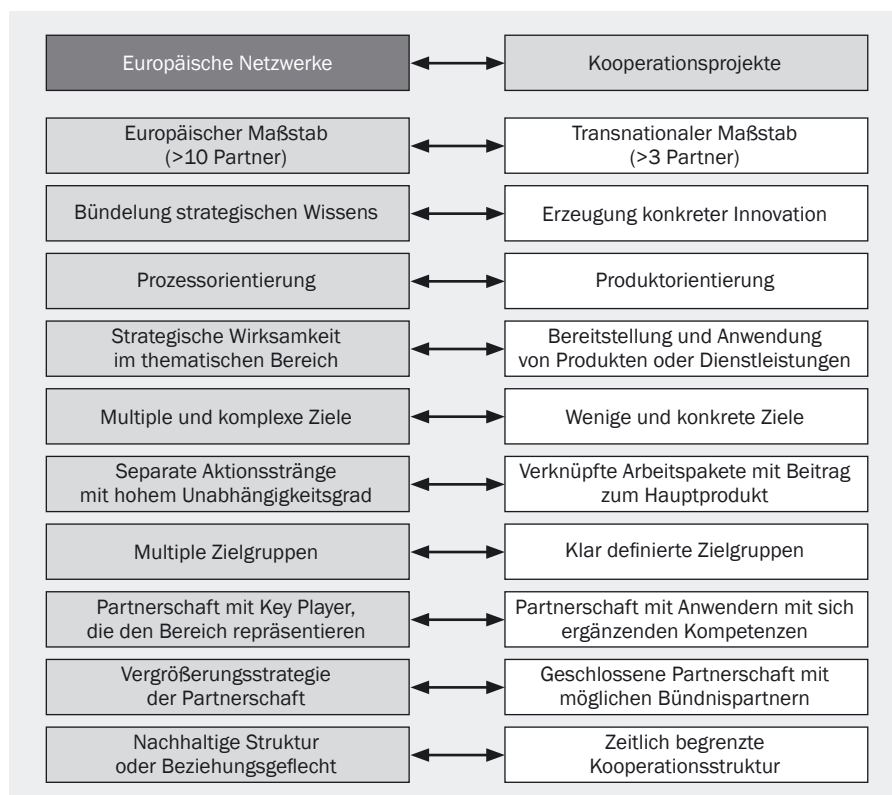 Europäische Netzwerke
Kooperationsprojekte
Europäischer Maßstab
(>10 Partner)
Transnationaler Maßstab
(>3 Partner)
Bündelung strategischen Wissens
Erzeugung konkreter Innovation
Prozessorientierung
Produktorientierung
Strategische Wirksamkeit
im thematischen Bereich
Bereitstellung und Anwendung
von Produkten oder Dienstleistungen
Multiple und komplexe Ziele
Wenige und konkrete Ziele
Separate Aktionsstränge
mit hohem Unabhängigkeitsgrad
Verknüpfte Arbeitspakete mit Beitrag
zum Hauptprodukt
Multiple Zielgruppen
Klar definierte Zielgruppen
Partnerschaft mit Key Player,
die den Bereich repräsentieren
Partnerschaft mit Anwendern mit sich
ergänzenden Kompetenzen
Vergrößerungsstrategie
der Partnerschaft
Geschlossene Partnerschaft mit
möglichen Bündnispartnern
Nachhaltige Struktur
oder Beziehungsgeflecht
Zeitlich begrenzte
Kooperationsstruktur